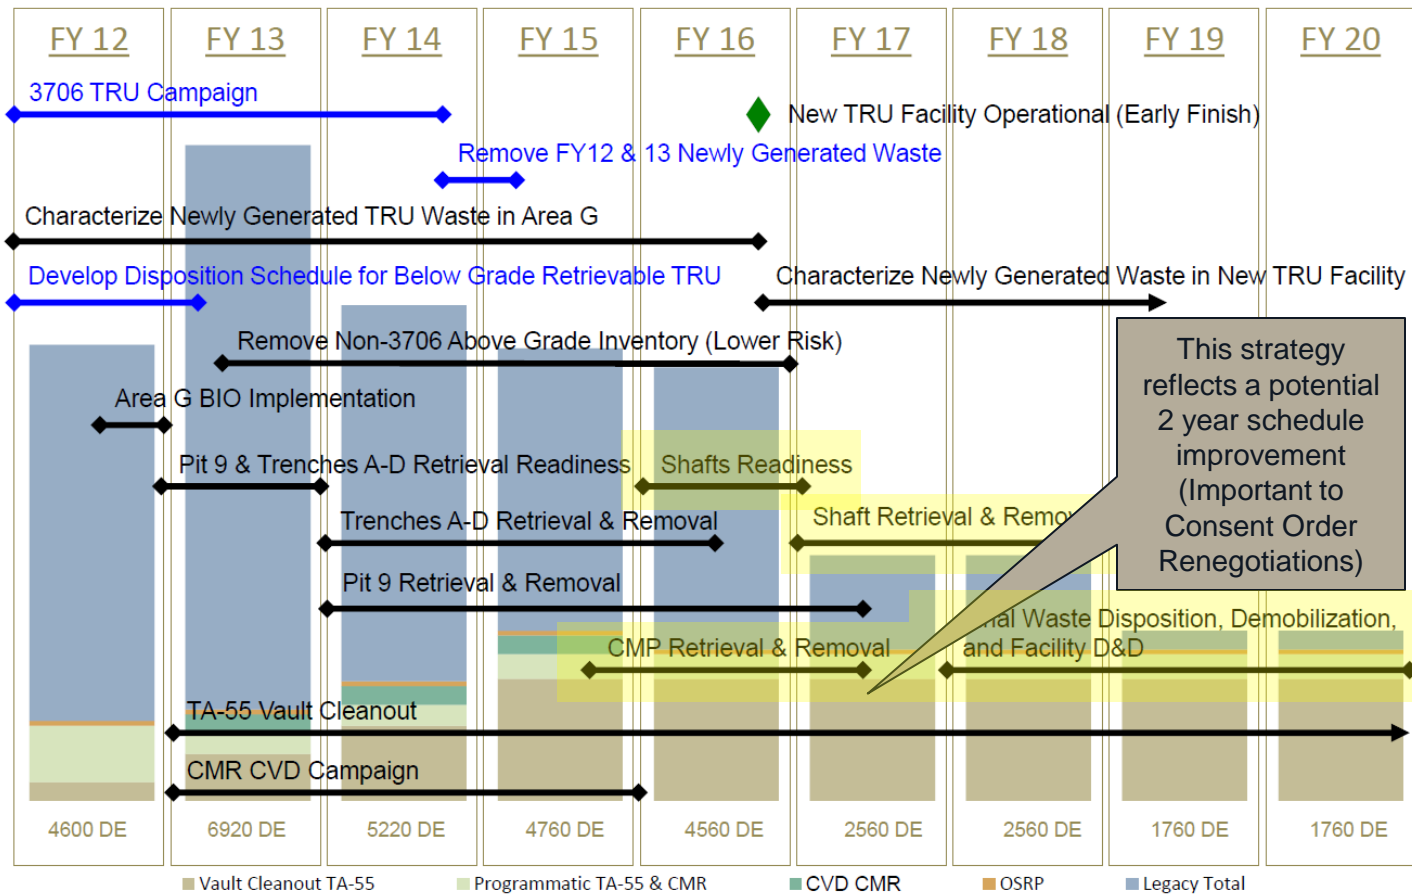 FY 12 FY 13 FY 14 FY 15 FY 16 FY 17 FY 18 FY 19 FY 20
3706 TRU Campaign
New TRU Facility Operational (Early Finish)
Remove FY12 & 13 Newly Generated Waste
Characterize Newly Generated TRU Waste in Area G
Develop Disposition Schedule for Below Grade Retrievable TRU
Characterize Newly Generated Waste in New TRU Facility
Remove Non-3706 Above Grade Inventory (Lower Risk)
This strategy
reflects a potential
2 year schedule
improvement
(Important to
Consent Order
Renegotiations)
Area G BIO Implementation
Pit 9 & Trenches A-D Retrieval Readiness
Shafts Readiness
Trenches A-D Retrieval & Removal
Shaft Retrieval &
Pit 9 Retrieval & Removal
CMP Retrieval & Removal
Waste Disposition, Demobilization,
and Facility D&D
TA-55 Vault Cleanout
CMR CVD Campaign
4600 DE 6920 DE 5220 DE 4760 DE 4560 DE 2560 DE 2560 DE 1760 DE 1760 DE
Vault Cleanout TA-55 Programmatic TA-55 & CMR CVD CMR OSRP Legacy Total